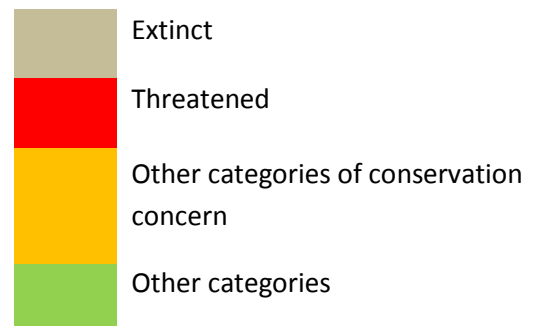 Extinct
Threatened
Other categories of conservation
concern
Other categories